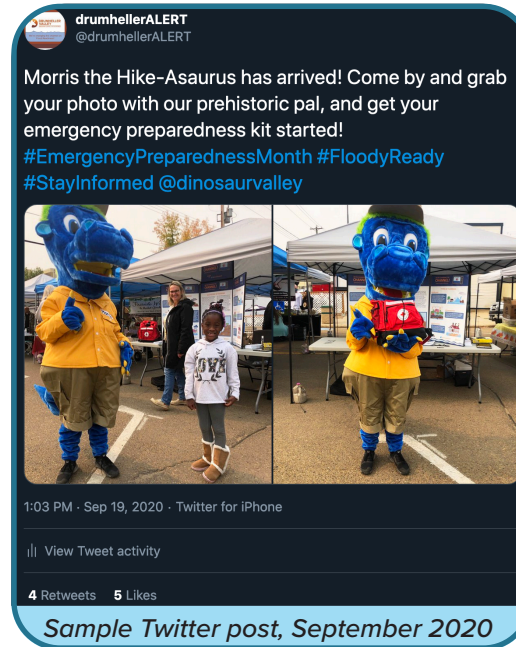 drumhellerALERT
@drumhellerALERT
Morris the Hike-Asaurus has arrived! Come by and grab
your photo with our prehistoric pal, and get your
emergency preparedness kit started!
#EmergencyPreparednessMonth #FloodyReady
#StayInformed @dinosaurvalley
1:03 PM · Sep 19, 2020 · Twitter for iPhone
View Tweet activity
4 Retweets 5 Likes
Sample Twitter post, September 2020